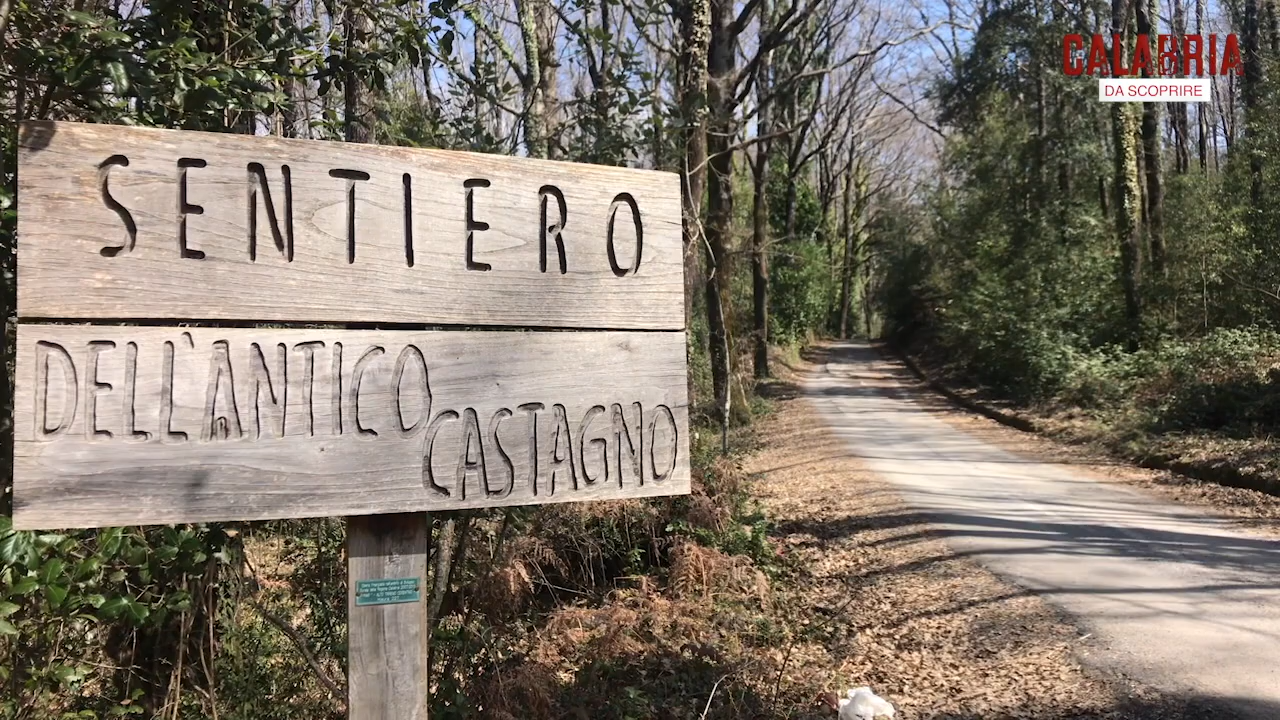 CALABRIA
DA SCOPRIRE
SENTIERO
DELL'ANTICO
CASTAGNO